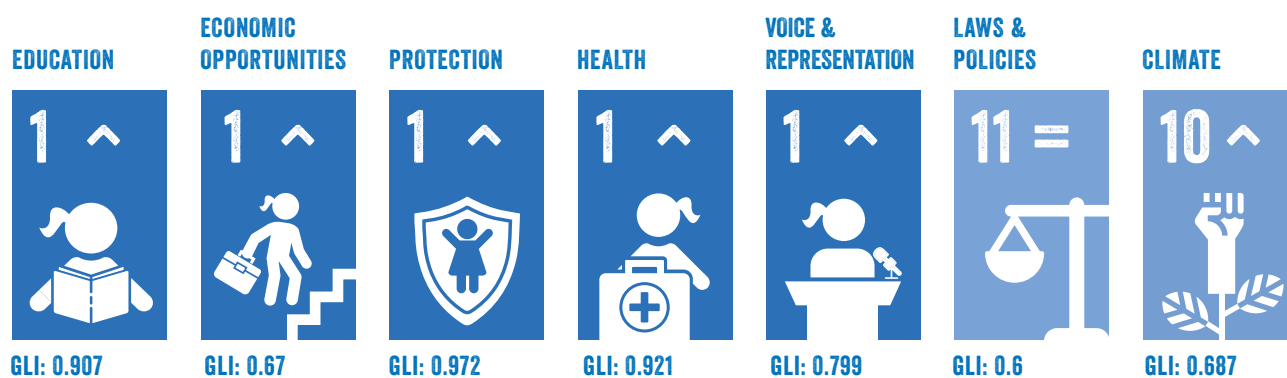 EDUCATION
1 ^
GLI: 0.907
ECONOMIC
OPPORTUNITIES
1 ^
GLI: 0.67
PROTECTION
1 ^
GLI: 0.972
HEALTH
1 ^
GLI: 0.921
VOICE &
REPRESENTATION
1 ^
GLI: 0.799
LAWS &
POLICIES
11 =
GLI: 0.6
CLIMATE
10 ^
GLI: 0.687